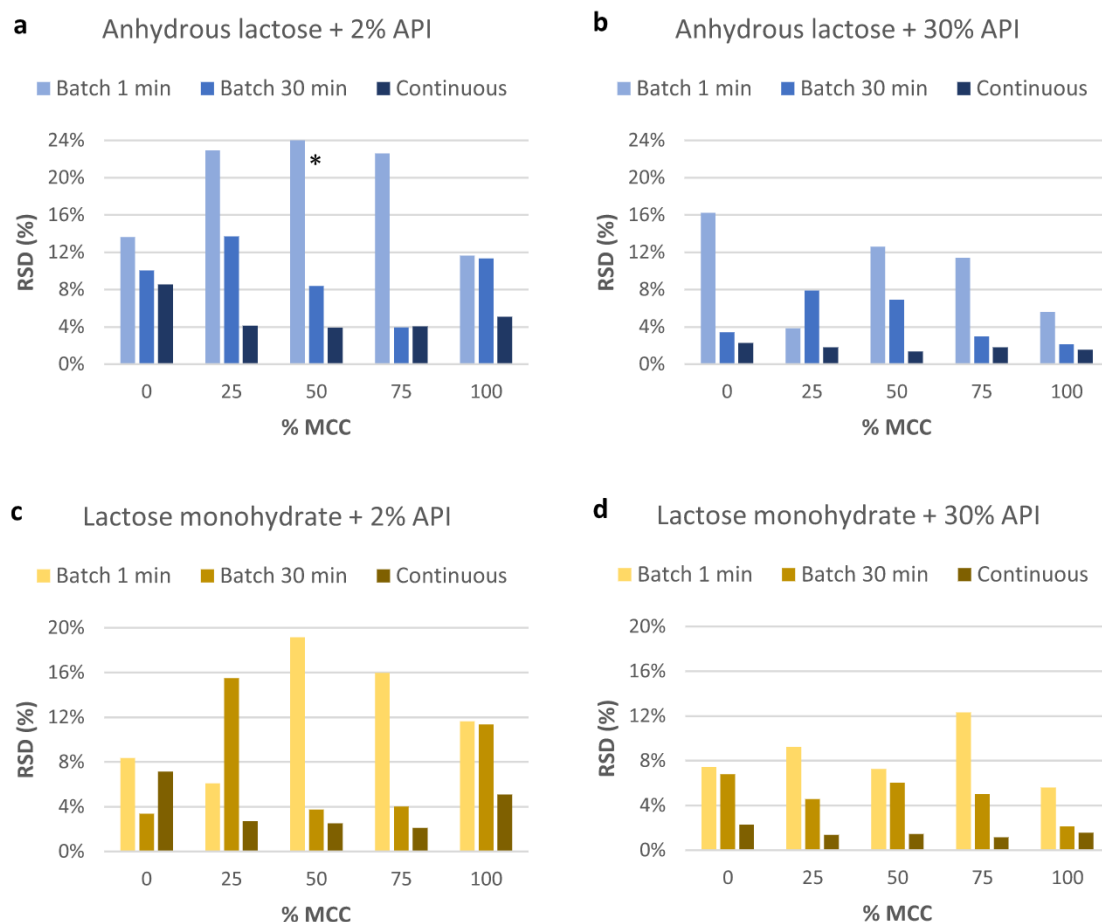 a Anhydrous lactose + 2% API
Batch 1 min Batch 30 min Continuous
24%
20%
16%
12%
8%
4%
0%
RSD (%)
*
0 25 50 75 100
% MCC
b Anhydrous lactose + 30% API
Batch 1 min Batch 30 min Continuous
24%
20%
16%
12%
8%
4%
0%
RSD (%)
0 25 50 75 100
% MCC
c Lactose monohydrate + 2% API
Batch 1 min Batch 30 min Continuous
20%
16%
12%
8%
4%
0%
RSD (%)
0 25 50 75 100
% MCC
d Lactose monohydrate + 30% API
Batch 1 min Batch 30 min Continuous
20%
16%
12%
8%
4%
0%
RSD (%)
0 25 50 75 100
% MCC